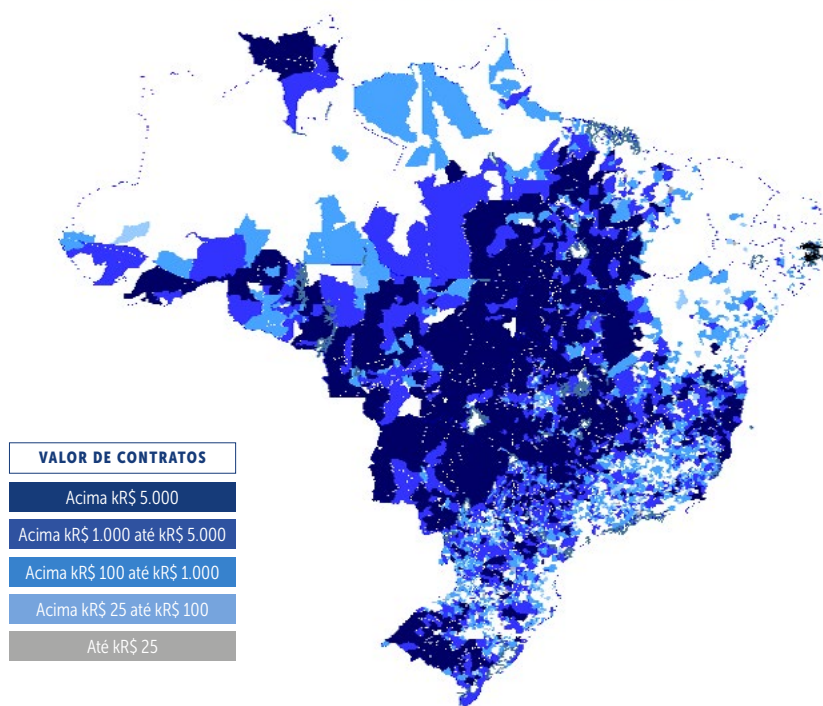 VALOR DE CONTRATOS
Acima kR$ 5.000
Acima kR$ 1.000 até kR$ 5.000
Acima kR$ 100 até kR$ 1.000
Acima kR$ 25 até kR$ 100
Até kR$ 25